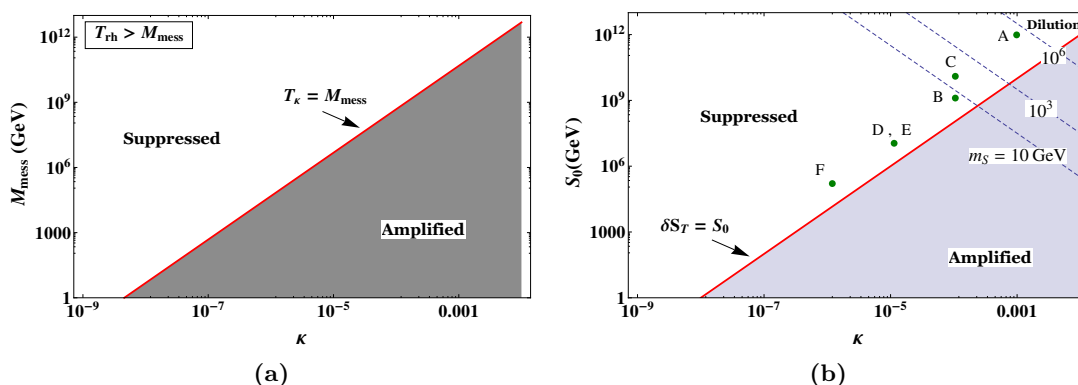 T_rh > M_mess
T_κ = M_mess
Suppressed
Amplified
M_mess (GeV)
10^12
10^9
10^6
1000
1
10^-9
10^-7
10^-5
0.001
κ
(a)
Dilution
A
10^6
C
B
10^3
Suppressed
D , E
m_S = 10 GeV
F
δS_T = S_0
Amplified
S_0(GeV)
10^12
10^9
10^6
1000
1
10^-9
10^-7
10^-5
0.001
κ
(b)